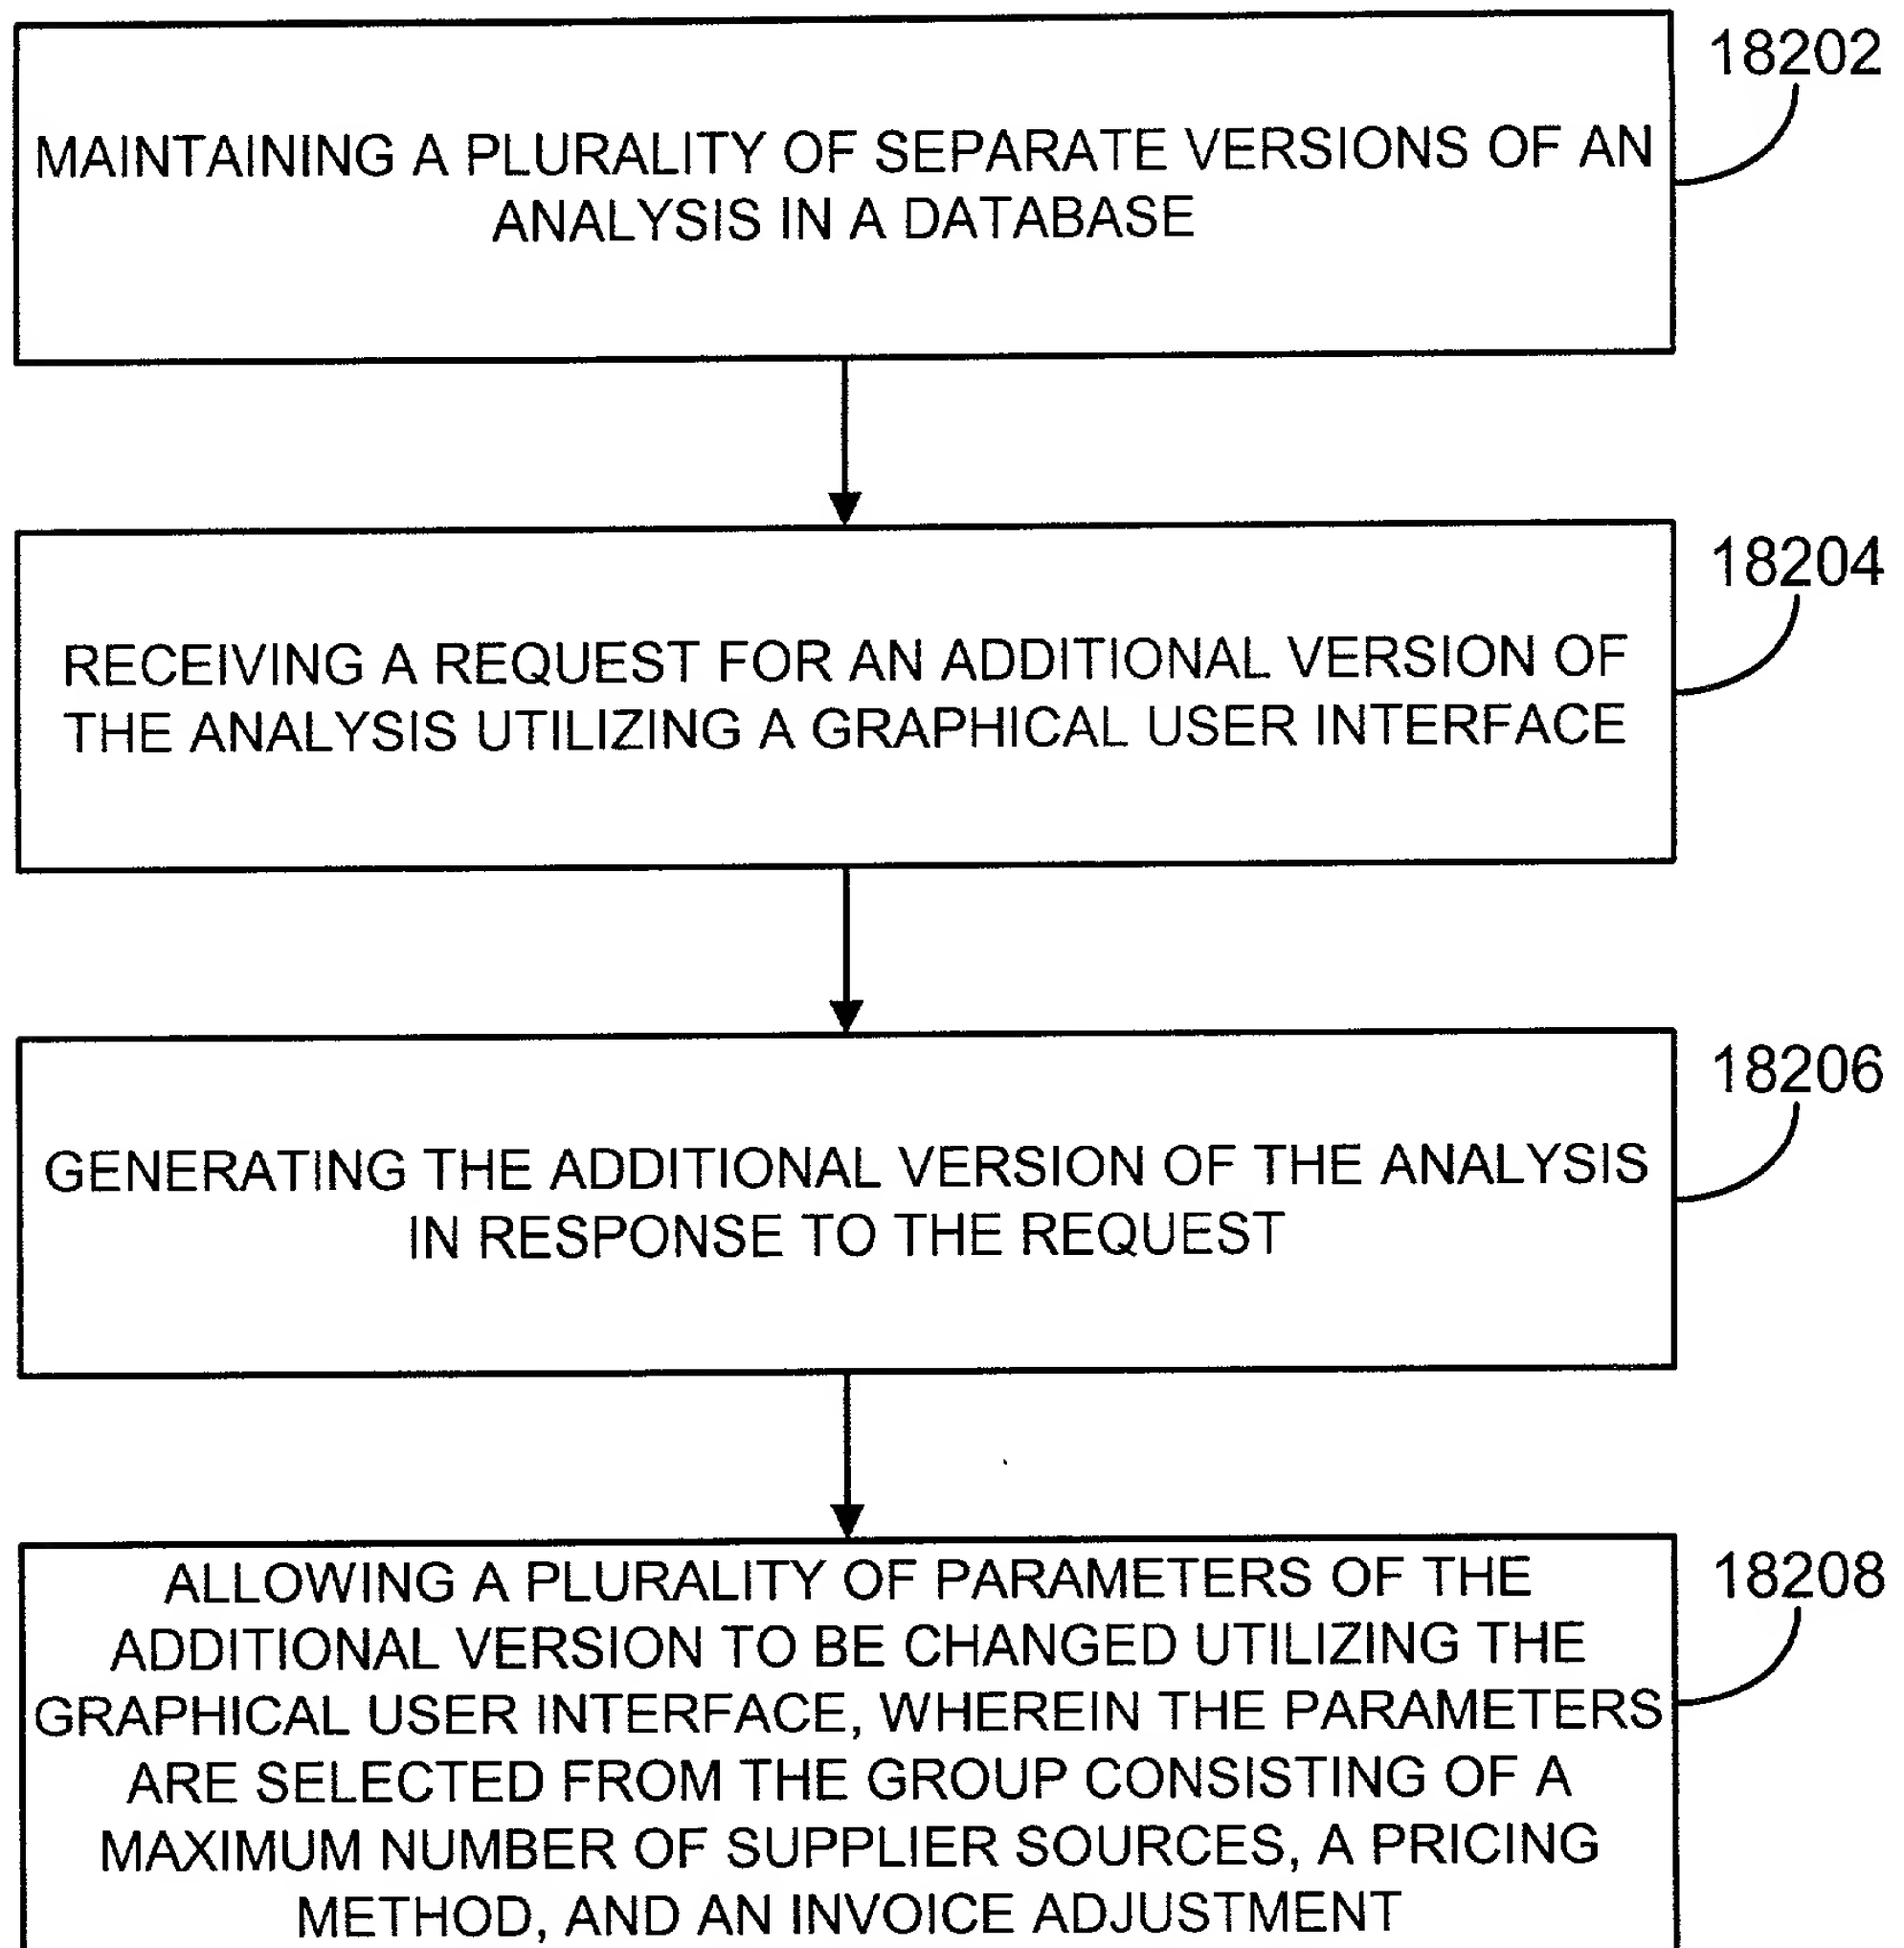 18202
MAINTAINING A PLURALITY OF SEPARATE VERSIONS OF AN
ANALYSIS IN A DATABASE
18204
RECEIVING A REQUEST FOR AN ADDITIONAL VERSION OF
THE ANALYSIS UTILIZING A GRAPHICAL USER INTERFACE
18206
GENERATING THE ADDITIONAL VERSION OF THE ANALYSIS
IN RESPONSE TO THE REQUEST
18208
ALLOWING A PLURALITY OF PARAMETERS OF THE
ADDITIONAL VERSION TO BE CHANGED UTILIZING THE
GRAPHICAL USER INTERFACE, WHEREIN THE PARAMETERS
ARE SELECTED FROM THE GROUP CONSISTING OF A
MAXIMUM NUMBER OF SUPPLIER SOURCES, A PRICING
METHOD, AND AN INVOICE ADJUSTMENT